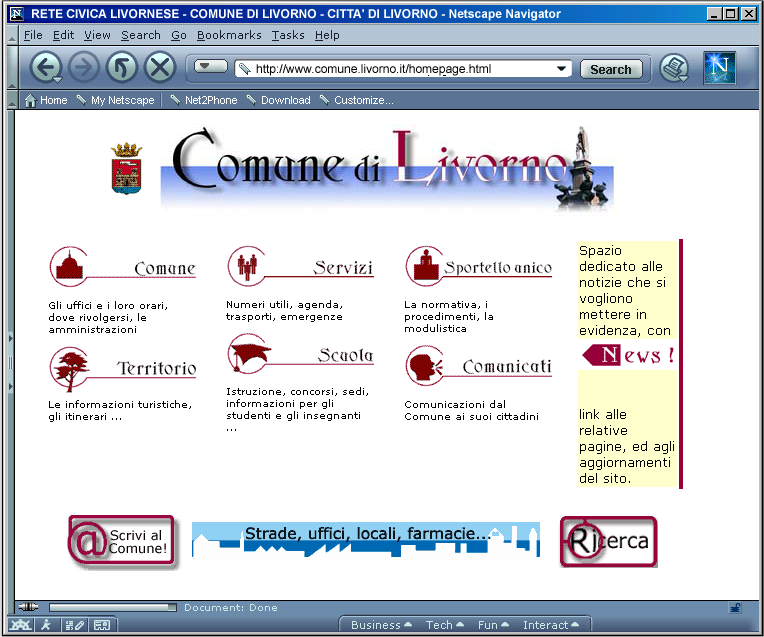 RETE CIVICA LIVORNESE - COMUNE DI LIVORNO - CITTA' DI LIVORNO - Netscape Navigator
File Edit View Search Go Bookmarks Tasks Help
http://www.comune.livorno.it/homepage.html
Search
N
Home My Netscape Net2Phone Download Customize...
Comune di Livorno
Comune
Gli uffici e i loro orari,
dove rivolgersi, le
amministrazioni
Servizi
Numeri utili, agenda,
trasporti, emergenze
Sportello unico
La normativa, i
procedimenti, la
modulistica
Spazio
dedicato alle
notizie che si
vogliono
mettere in
evidenza, con
News!
link alle
relative
pagine, ed agli
aggiornamenti
del sito.
Territorio
Le informazioni turistiche,
gli itinerari ...
Scuola
Istruzione, concorsi, sedi,
informazioni per gli
studenti e gli insegnanti
...
Comunicati
Comunicazioni dal
Comune ai suoi cittadini
@ Scrivi al
Comune!
Strade, uffici, locali, farmacie...
Ricerca
Document: Done
Business Tech Fun Interact